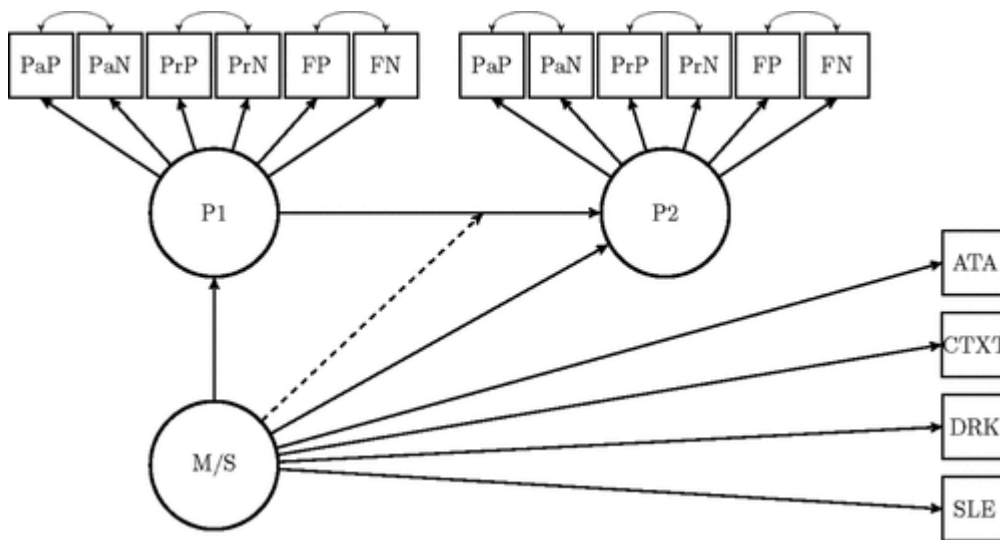 PaP PaN PrP PrN FP FN PaP PaN PrP PrN FP FN
P1 P2
ATA
CTXT
DRK
M/S
SLE